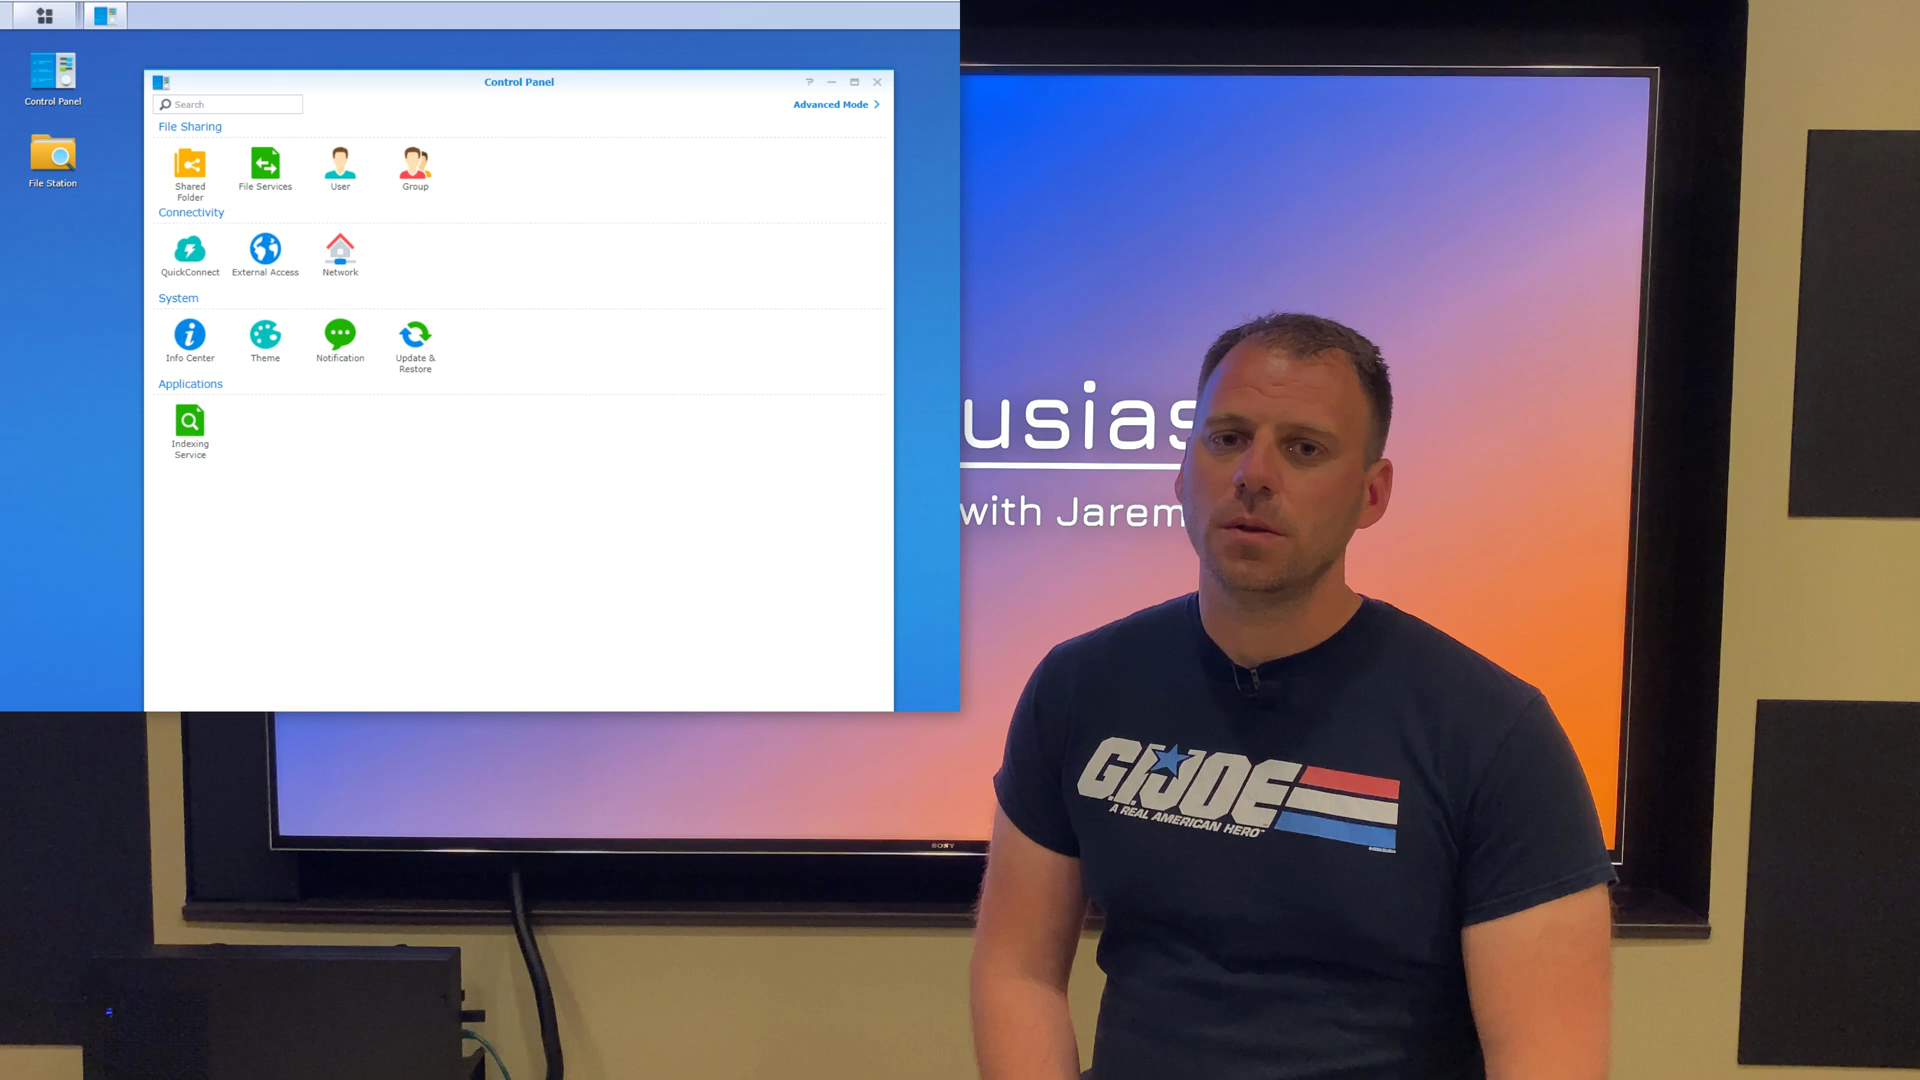 Control Panel
File Station
Control Panel
Search
Advanced Mode
File Sharing
Shared
Folder
File Services
User
Group
Connectivity
QuickConnect
External Access
Network
System
Info Center
Theme
Notification
Update &
Restore
Applications
Indexing
Service
usias
with Jarem
SONY
G.I.JOE
A REAL AMERICAN HERO